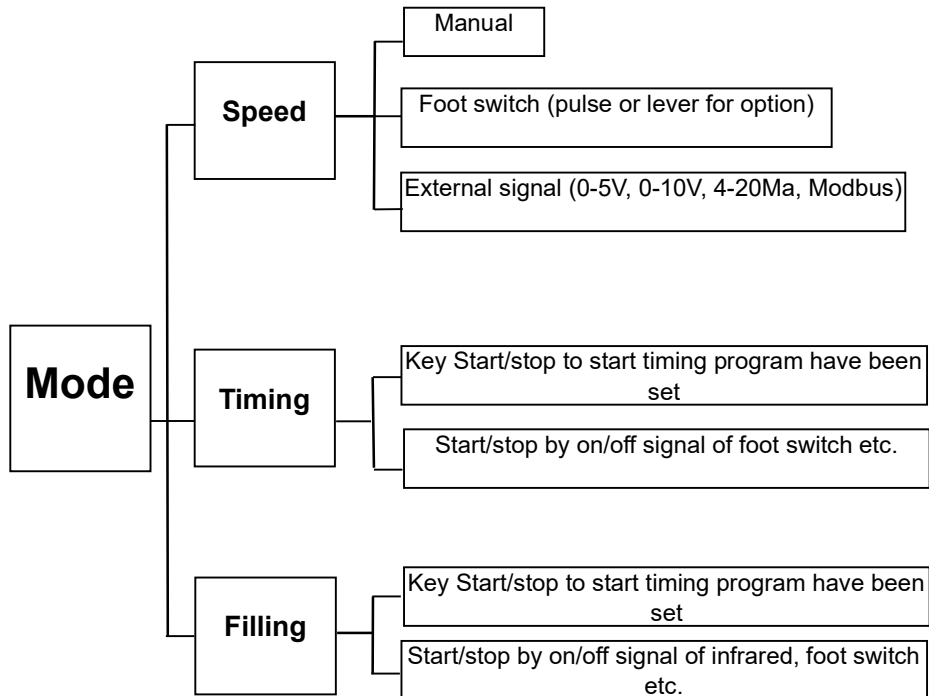 Mode
Speed
Manual
Foot switch (pulse or lever for option)
External signal (0-5V, 0-10V, 4-20Ma, Modbus)
Timing
Key Start/stop to start timing program have been
set
Start/stop by on/off signal of foot switch etc.
Filling
Key Start/stop to start timing program have been
set
Start/stop by on/off signal of infrared, foot switch
etc.